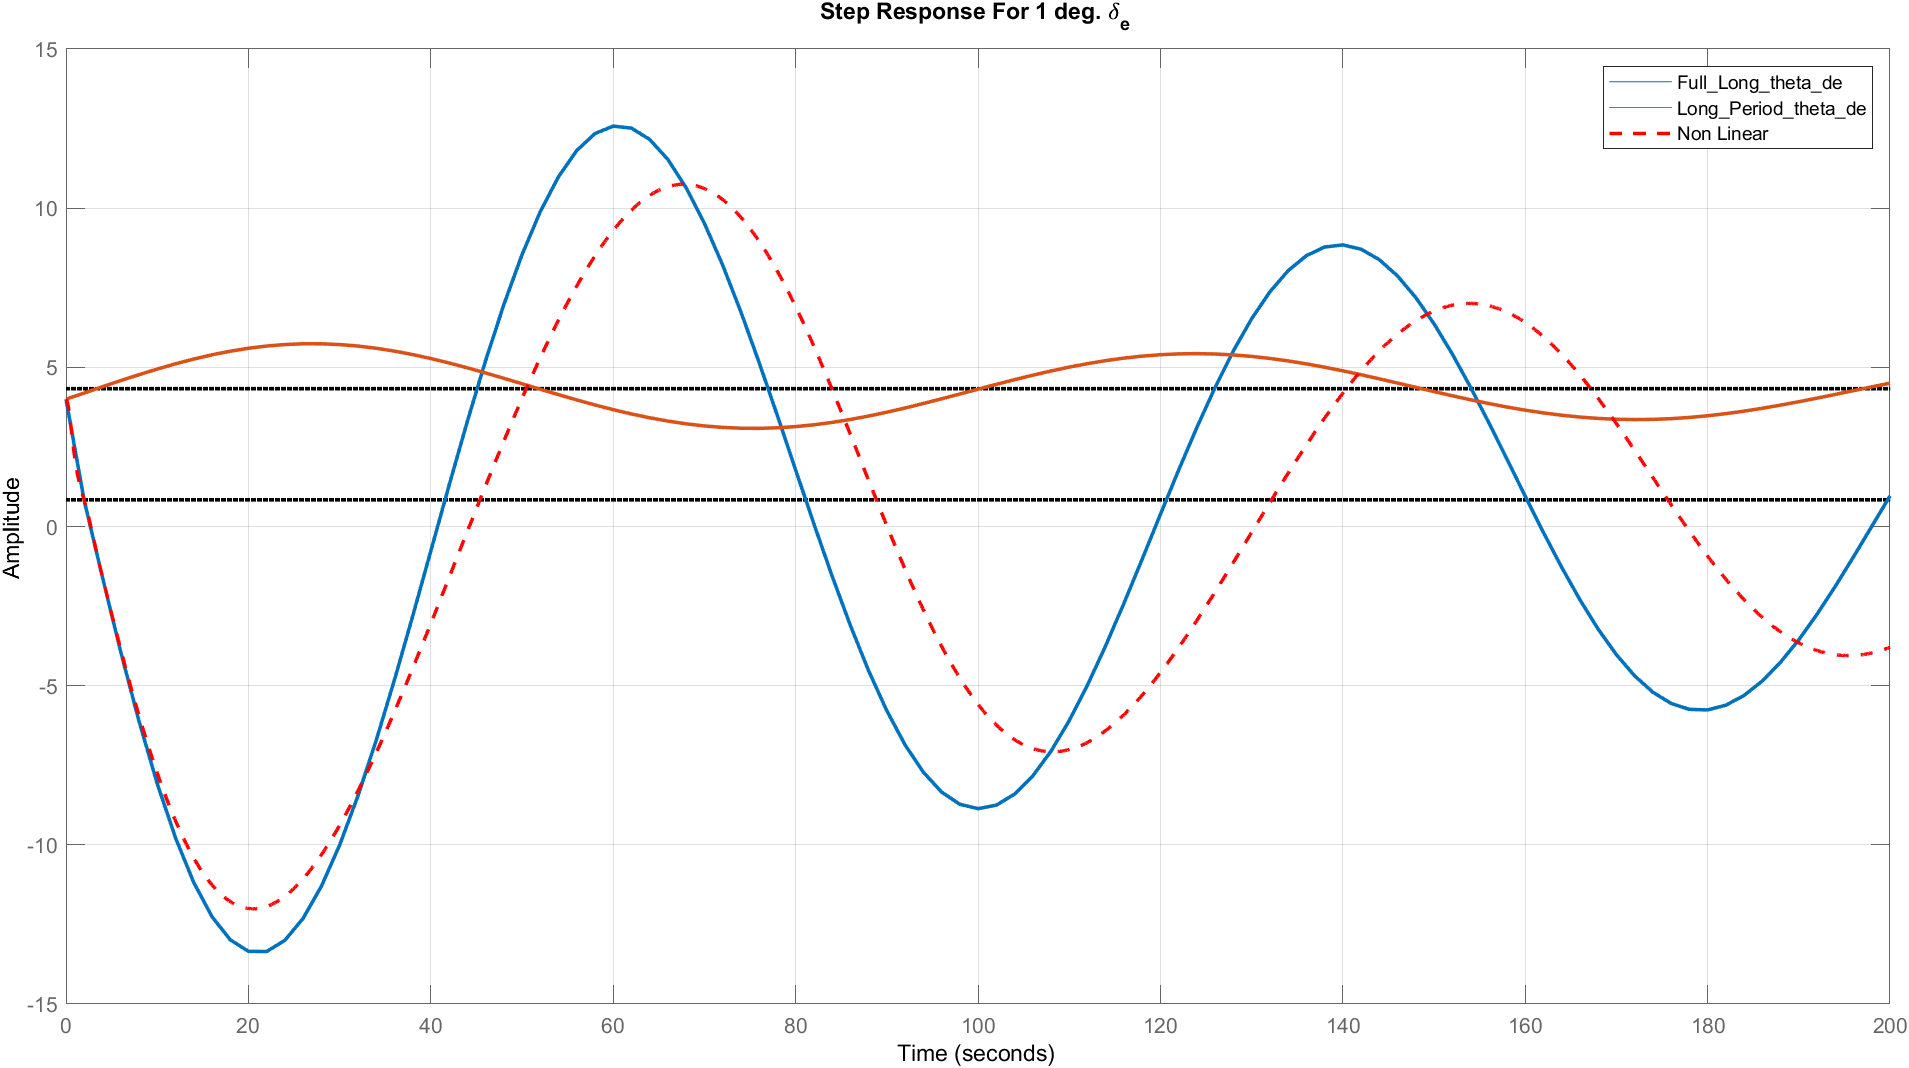 Step Response For 1 deg. δe
Full_Long_theta_de
Long_Period_theta_de
Non Linear
Amplitude
15
10
5
0
-5
-10
-15
0 20 40 60 80 100 120 140 160 180 200
Time (seconds)